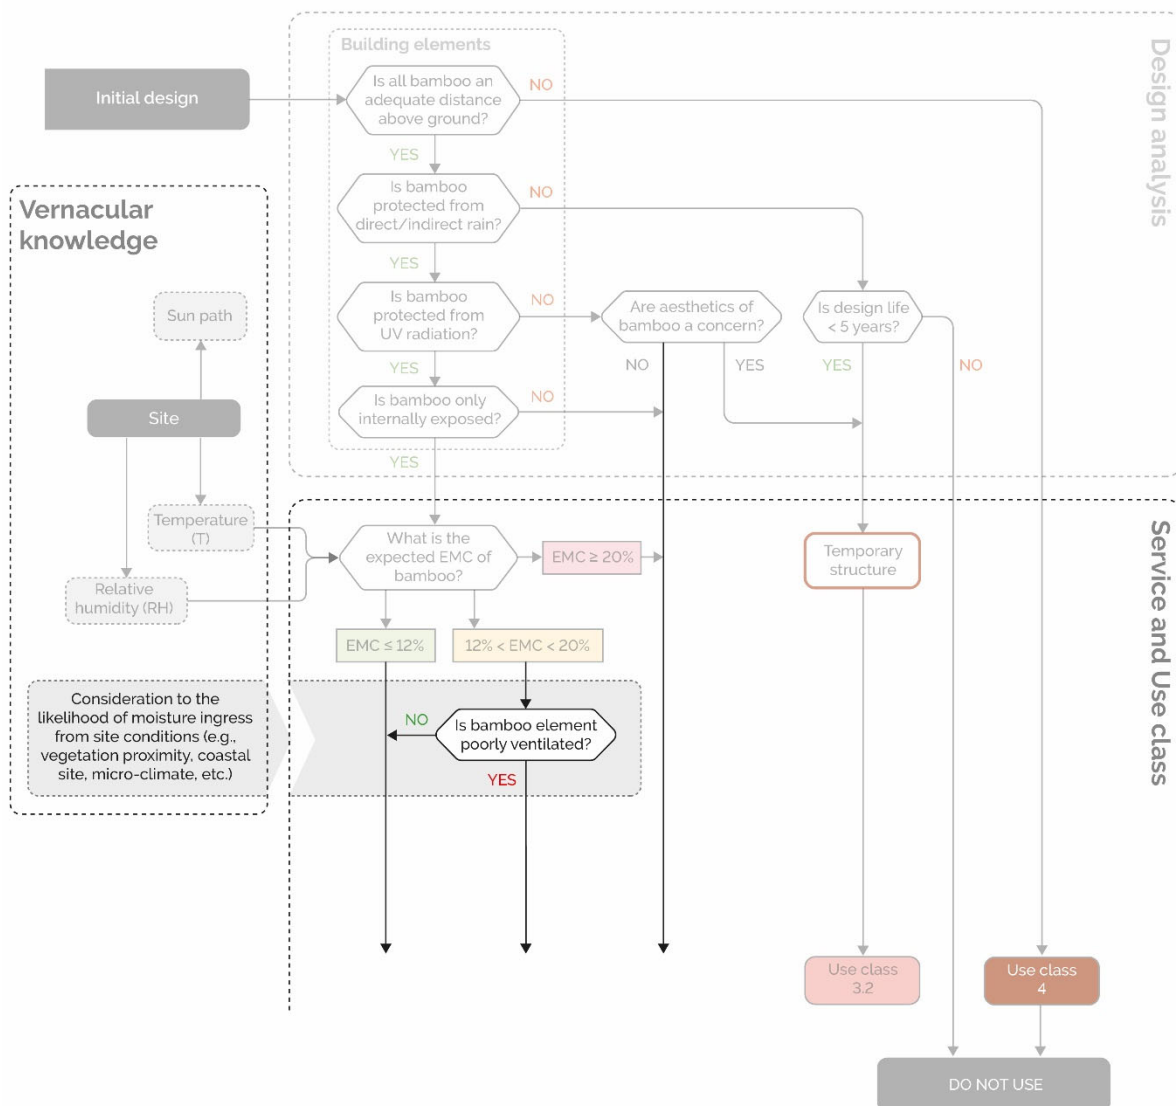 Building elements
Design analysis
Initial design
Is all bamboo an
adequate distance
above ground?
NO
YES
Vernacular
knowledge
Is bamboo
protected from
direct/indirect rain?
NO
YES
Sun path
Is bamboo
protected from
UV radiation?
NO
Are aesthetics of
bamboo a concern?
Is design life
< 5 years?
YES
NO
YES
YES
NO
Site
Is bamboo only
internally exposed?
NO
YES
Service and Use class
Temperature
(T)
What is the
expected EMC of
bamboo?
EMC ≥ 20%
Temporary
structure
Relative
humidity (RH)
EMC ≤ 12%
12% < EMC < 20%
Consideration to the
likelihood of moisture ingress
from site conditions (e.g.,
vegetation proximity, coastal
site, micro-climate, etc.)
NO
Is bamboo element
poorly ventilated?
YES
Use class
3.2
Use class
4
DO NOT USE